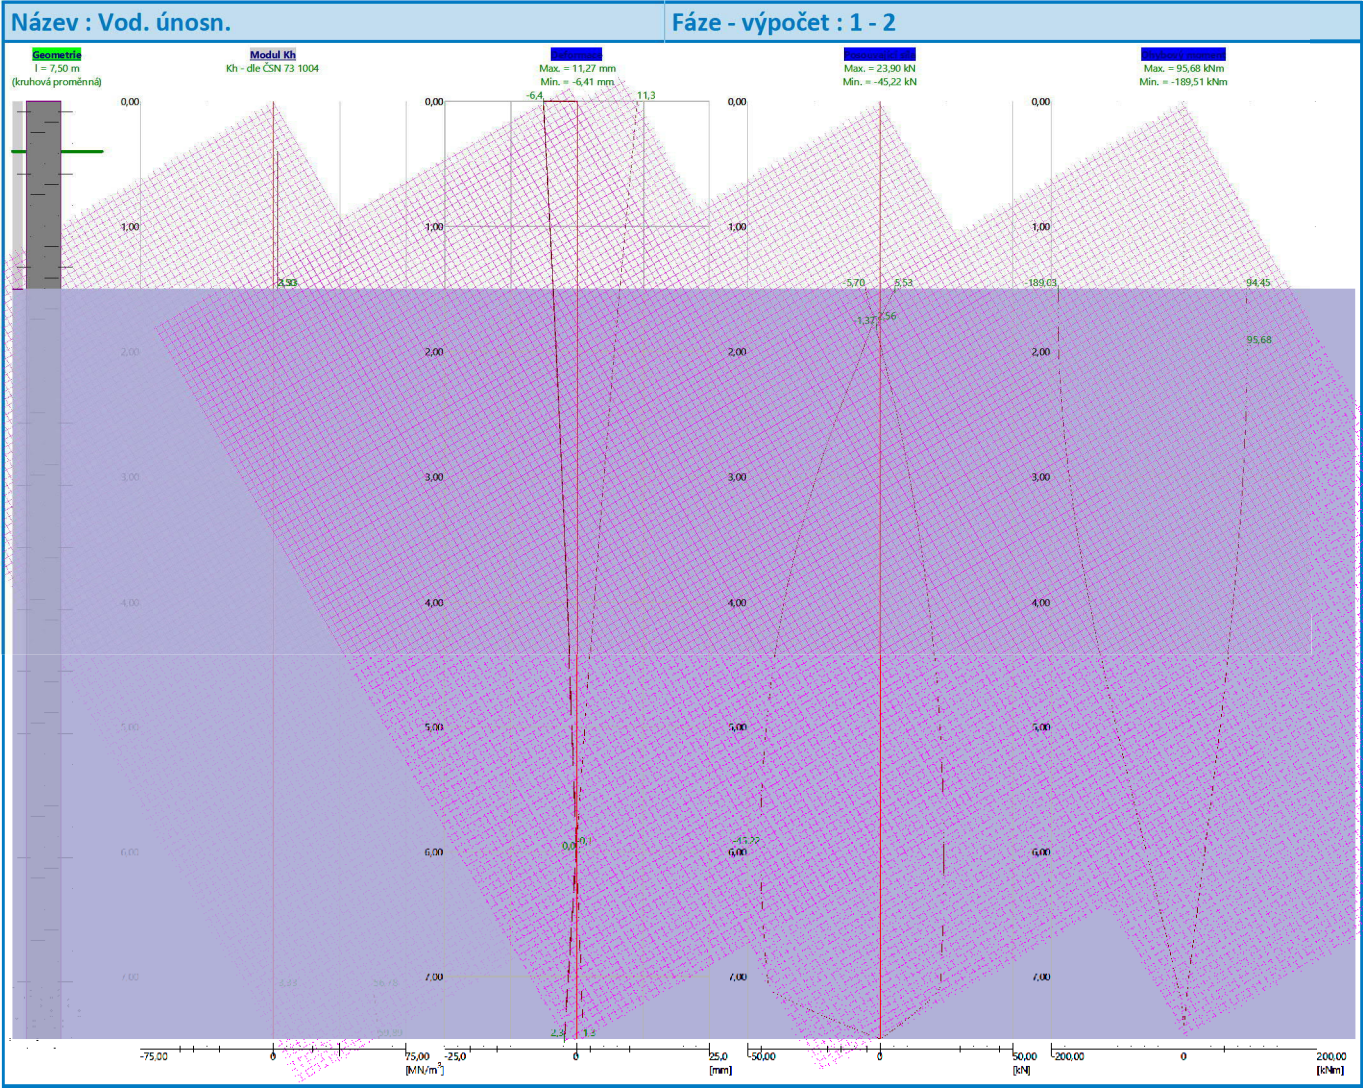 Název : Vod. únosn.
Fáze - výpočet : 1 - 2
Geometrie
l = 7,50 m
(kruhová proměnná)
Modul Kh
Kh - dle ČSN 73 1004
Max. = 11,27 mm
Min. = -6,41 mm
Max. = 23,90 kN
Min. = -45,22 kN
Max. = 95,68 kNm
Min. = -189,51 kNm
0,00 0,00 -6,4 11,3 0,00 0,00
1,00 1,00 1,00 1,00
-5,70 5,53 -189,03 94,45
-1,37
95,68
2,00 2,00 2,00 2,00
3,00 3,00 3,00 3,00
4,00 4,00 4,00 4,00
5,00 5,00 5,00 5,00
0,0
6,00 6,00 6,00 6,00
7,00 7,00 7,00 7,00
2,3 1,3
-75,00 0 75,00 -25,0 0 25,0 -50,00 0 50,00 -200,00 0 200,00
[MN/m³] [mm] [kN] [kNm]